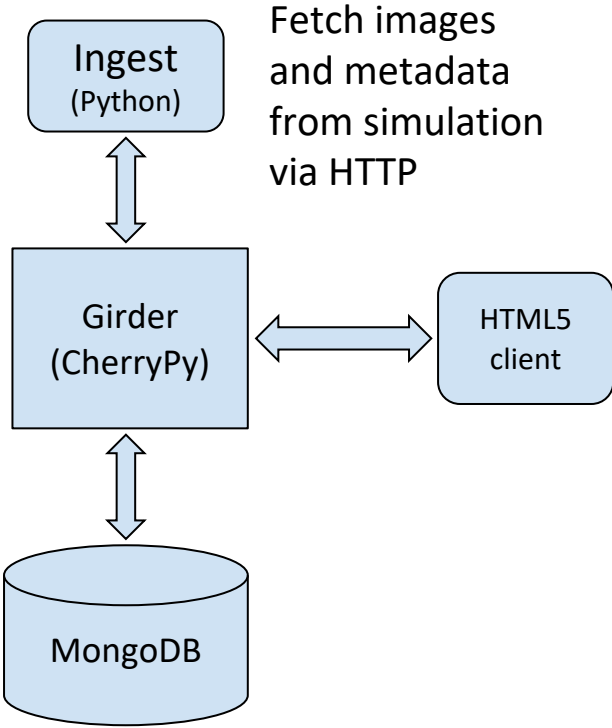 Ingest
(Python)
Fetch images
and metadata
from simulation
via HTTP
Girder
(CherryPy)
HTML5
client
MongoDB